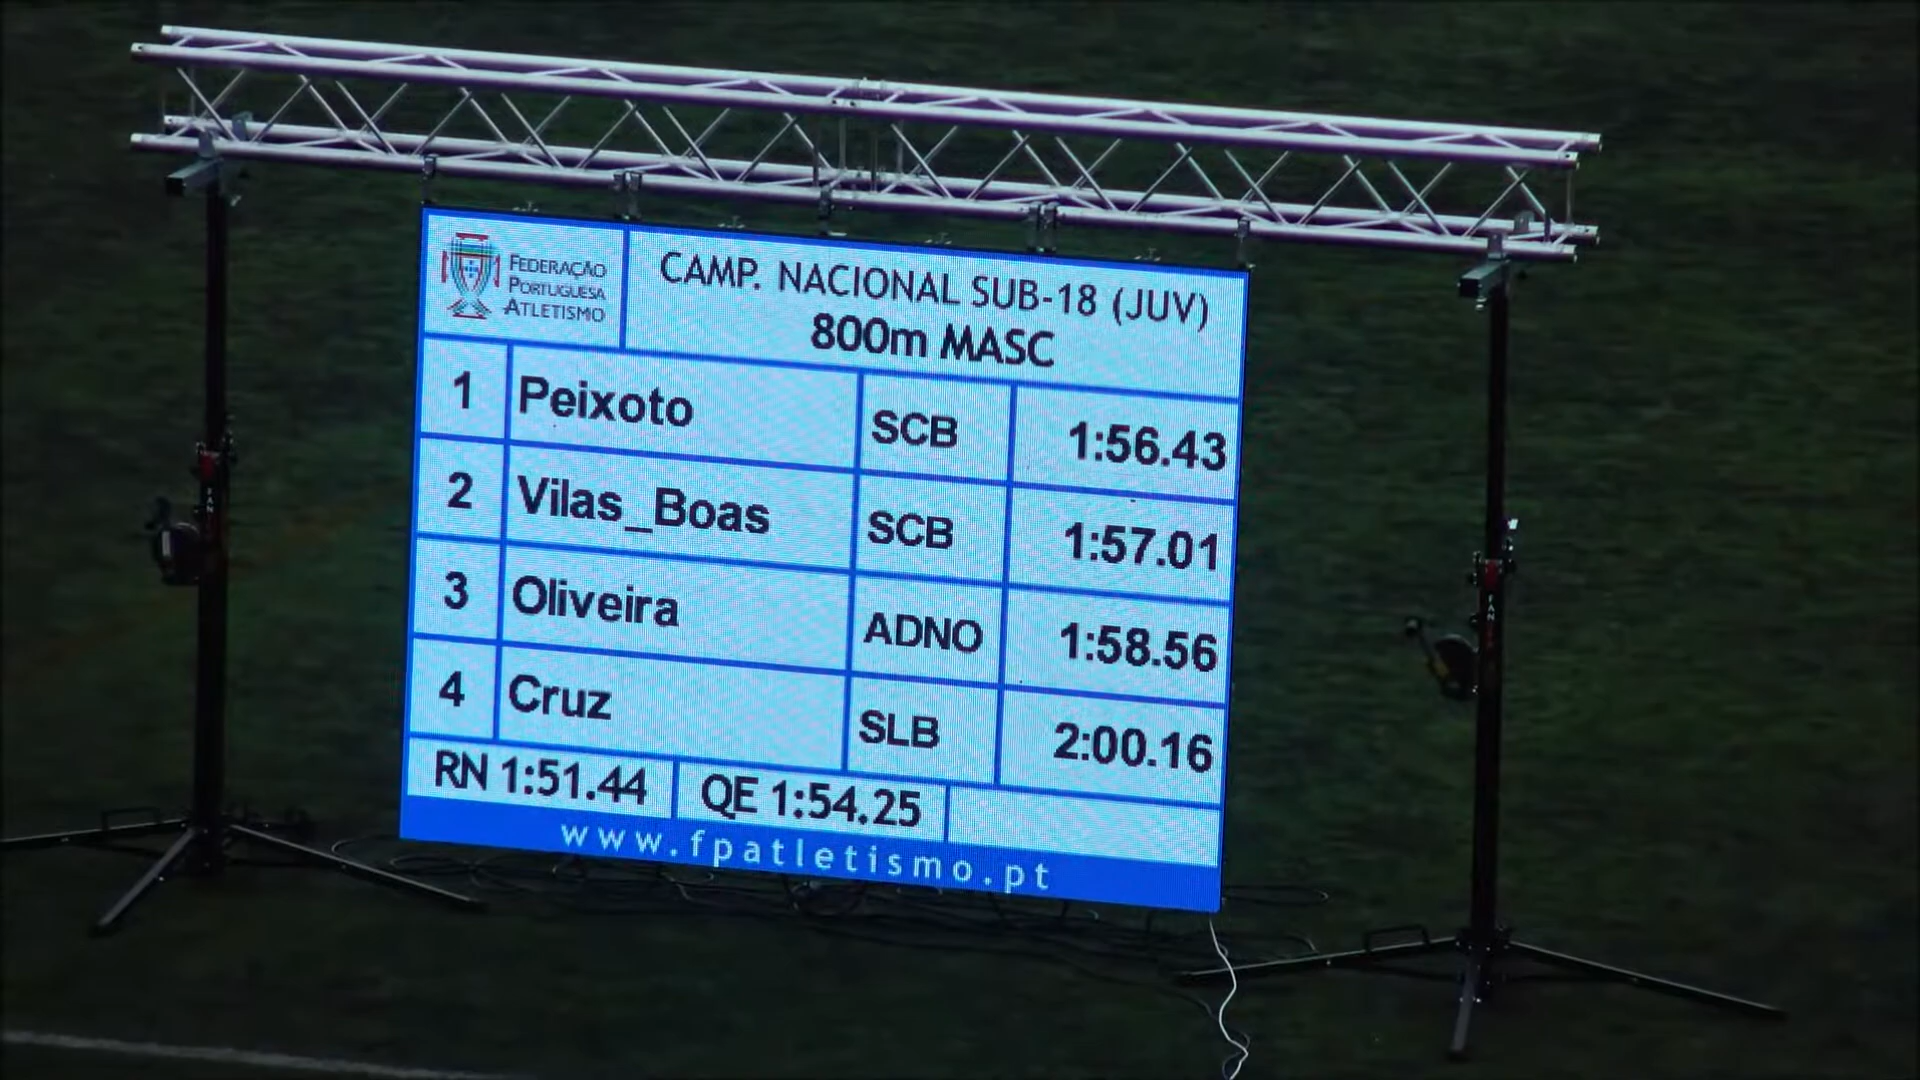 FEDERAÇÃO
PORTUGUESA
ATLETISMO
CAMP. NACIONAL SUB-18 (JUV)
800m MASC
1 Peixoto SCB 1:56.43
2 Vilas_Boas SCB 1:57.01
3 Oliveira ADNO 1:58.56
4 Cruz SLB 2:00.16
RN 1:51.44 QE 1:54.25
www.fpatletismo.pt